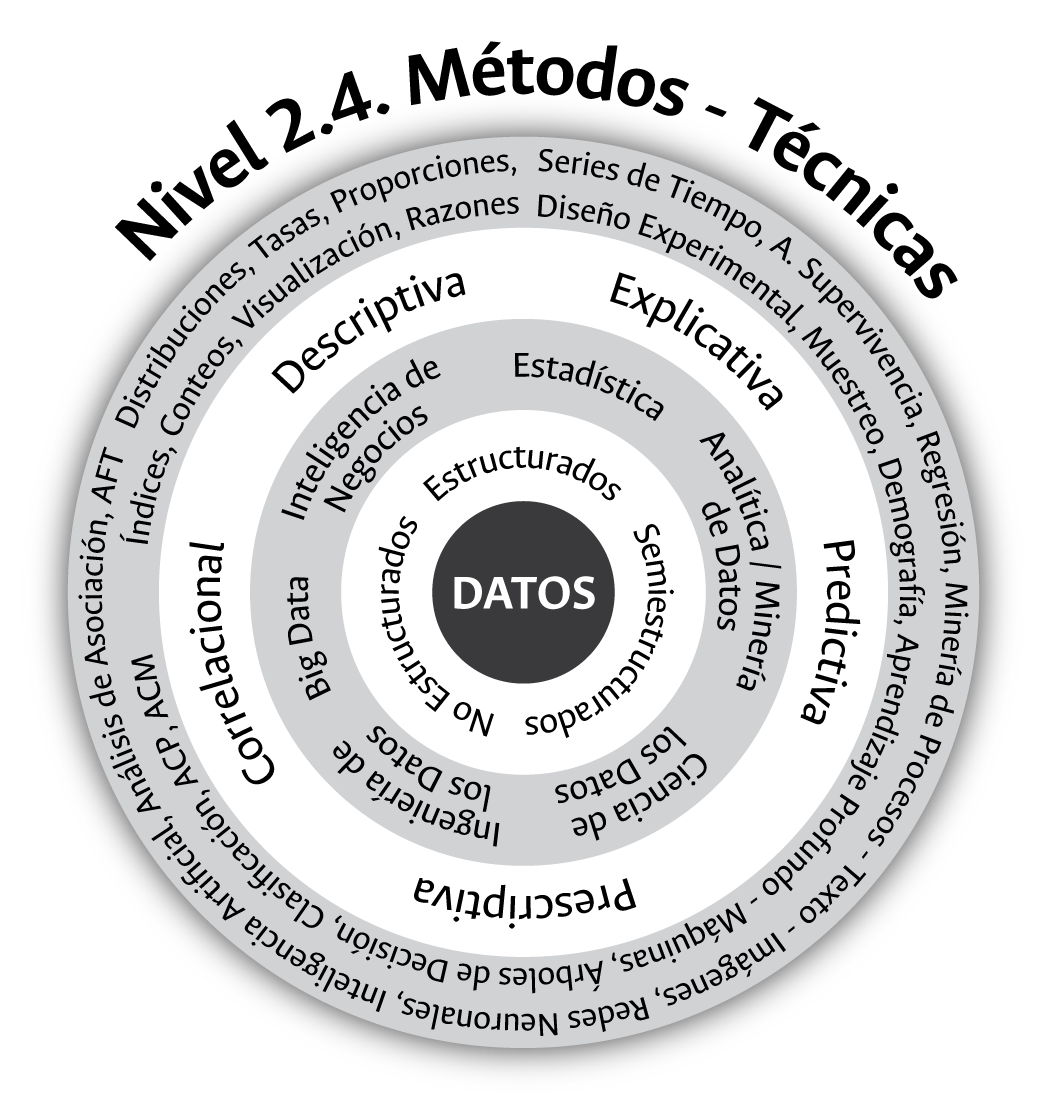 Nivel 2.4. Métodos - Técnicas
Distribuciones, Tasas, Proporciones, Series de Tiempo, A. Supervivencia, Regresión, Minería de Procesos - Texto - Imágenes, Redes Neuronales, Inteligencia Artificial, Análisis de Asociación, AFT
Índices, Conteos, Visualización, Razones Diseño Experimental, Muestreo, Demografía, Aprendizaje Profundo - Máquinas, Árboles de Decisión, Clasificación, ACP, ACM
Descriptiva
Explicativa
Predictiva
Prescriptiva
Correlacional
Inteligencia de
Negocios
Estadística
Analítica / Minería
de Datos
Ciencia de
los Datos
Ingeniería de
los Datos
Big Data
Estructurados
Semiestructurados
No Estructurados
DATOS